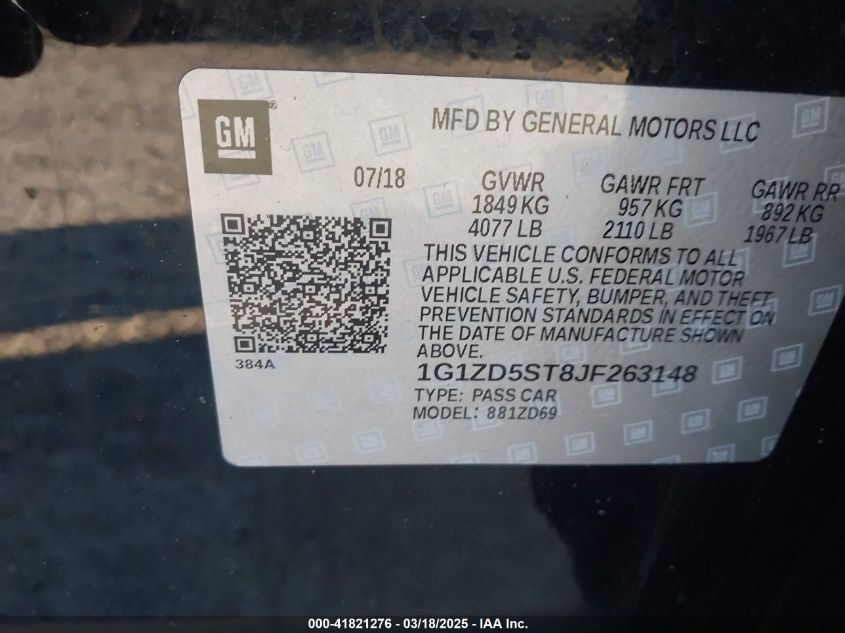 GM
®
MFD BY GENERAL MOTORS LLC
07/18
GVWR
1849 KG
4077 LB
GAWR FRT
957 KG
2110 LB
GAWR RR
892 KG
1967 LB
THIS VEHICLE CONFORMS TO ALL
APPLICABLE U.S. FEDERAL MOTOR
VEHICLE SAFETY, BUMPER, AND THEFT
PREVENTION STANDARDS IN EFFECT ON
THE DATE OF MANUFACTURE SHOWN
ABOVE.
384A
1G1ZD5ST8JF263148
TYPE: PASS CAR
MODEL: 881ZD69
000-41821276 - 03/18/2025 - IAA Inc.